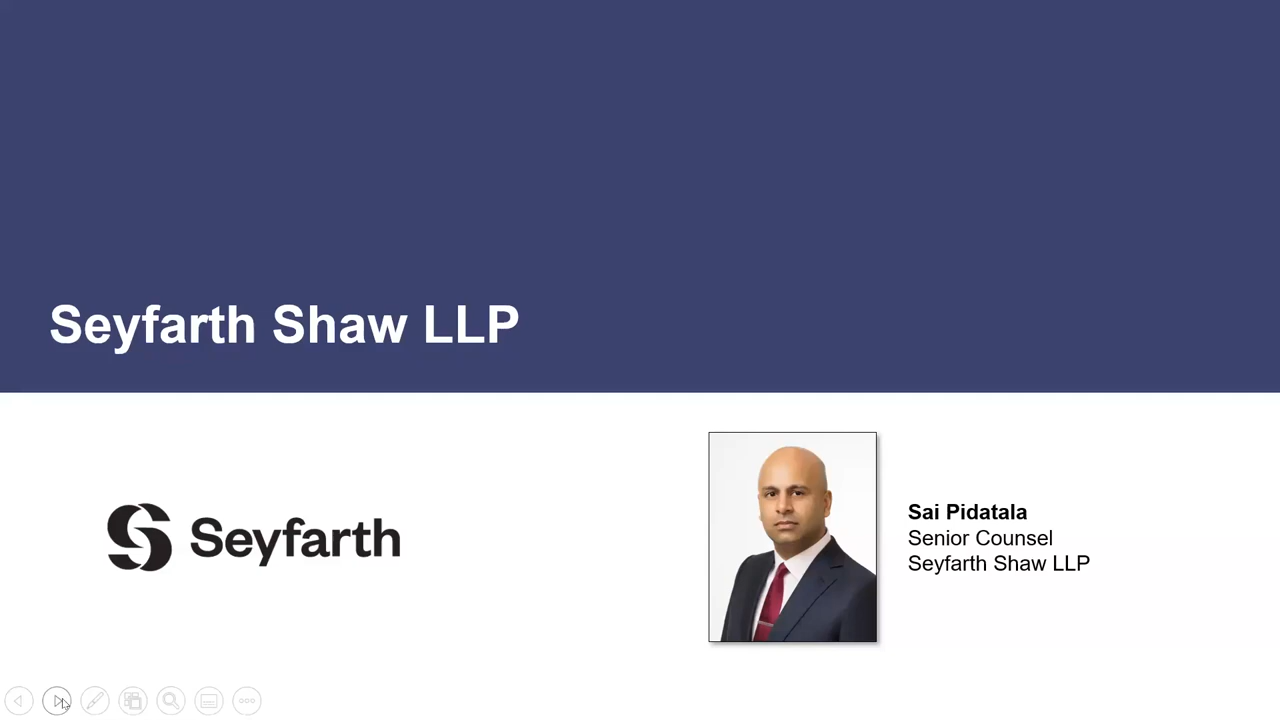 Seyfarth Shaw LLP
Seyfarth
Sai Pidatala
Senior Counsel
Seyfarth Shaw LLP